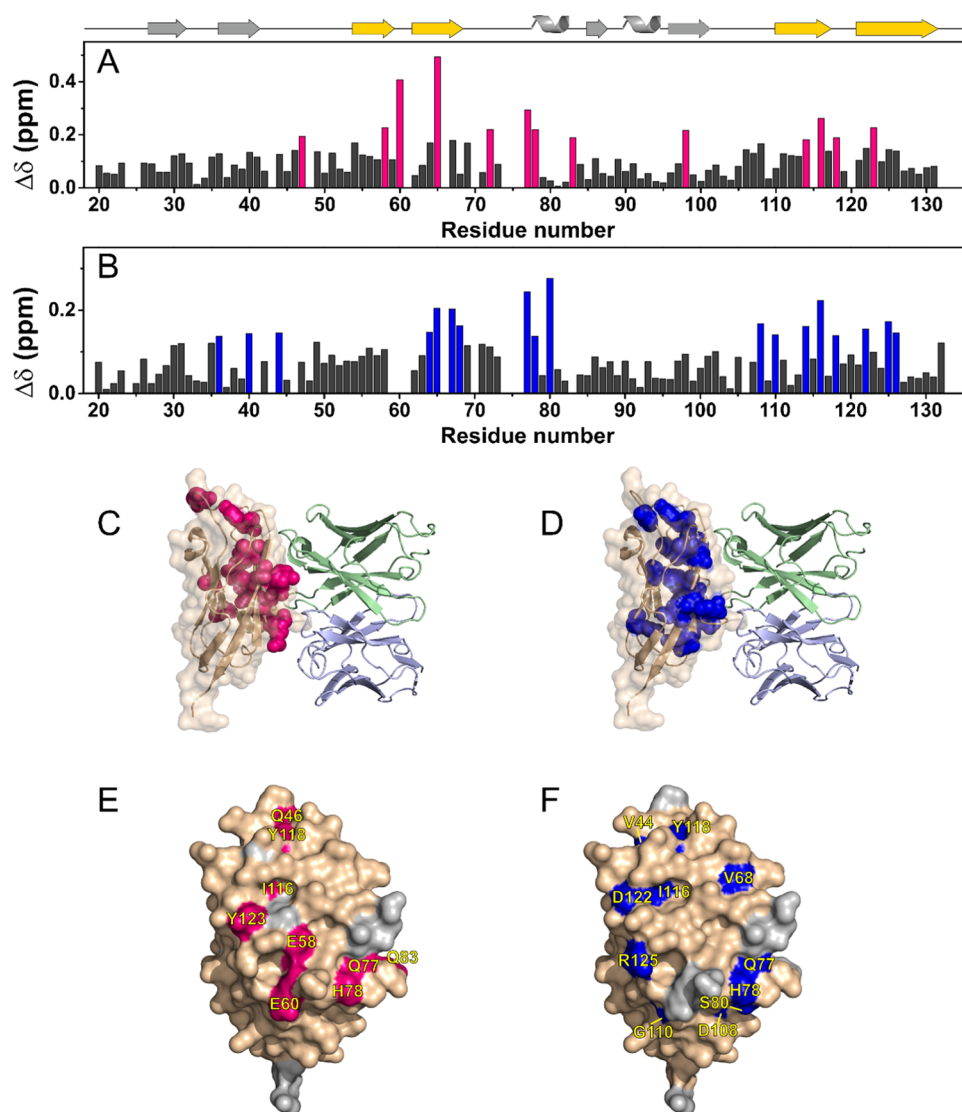 A
Δδ (ppm)
0.4
0.2
0.0
20 30 40 50 60 70 80 90 100 110 120 130
Residue number
B
Δδ (ppm)
0.2
0.0
20 30 40 50 60 70 80 90 100 110 120 130
Residue number
C D
E
Q46
Y118
I116
Y123
E58
Q77 Q83
H78
E60
F
V44 Y118
V68
D122 I116
R125
Q77
H78
S80
G110 D108